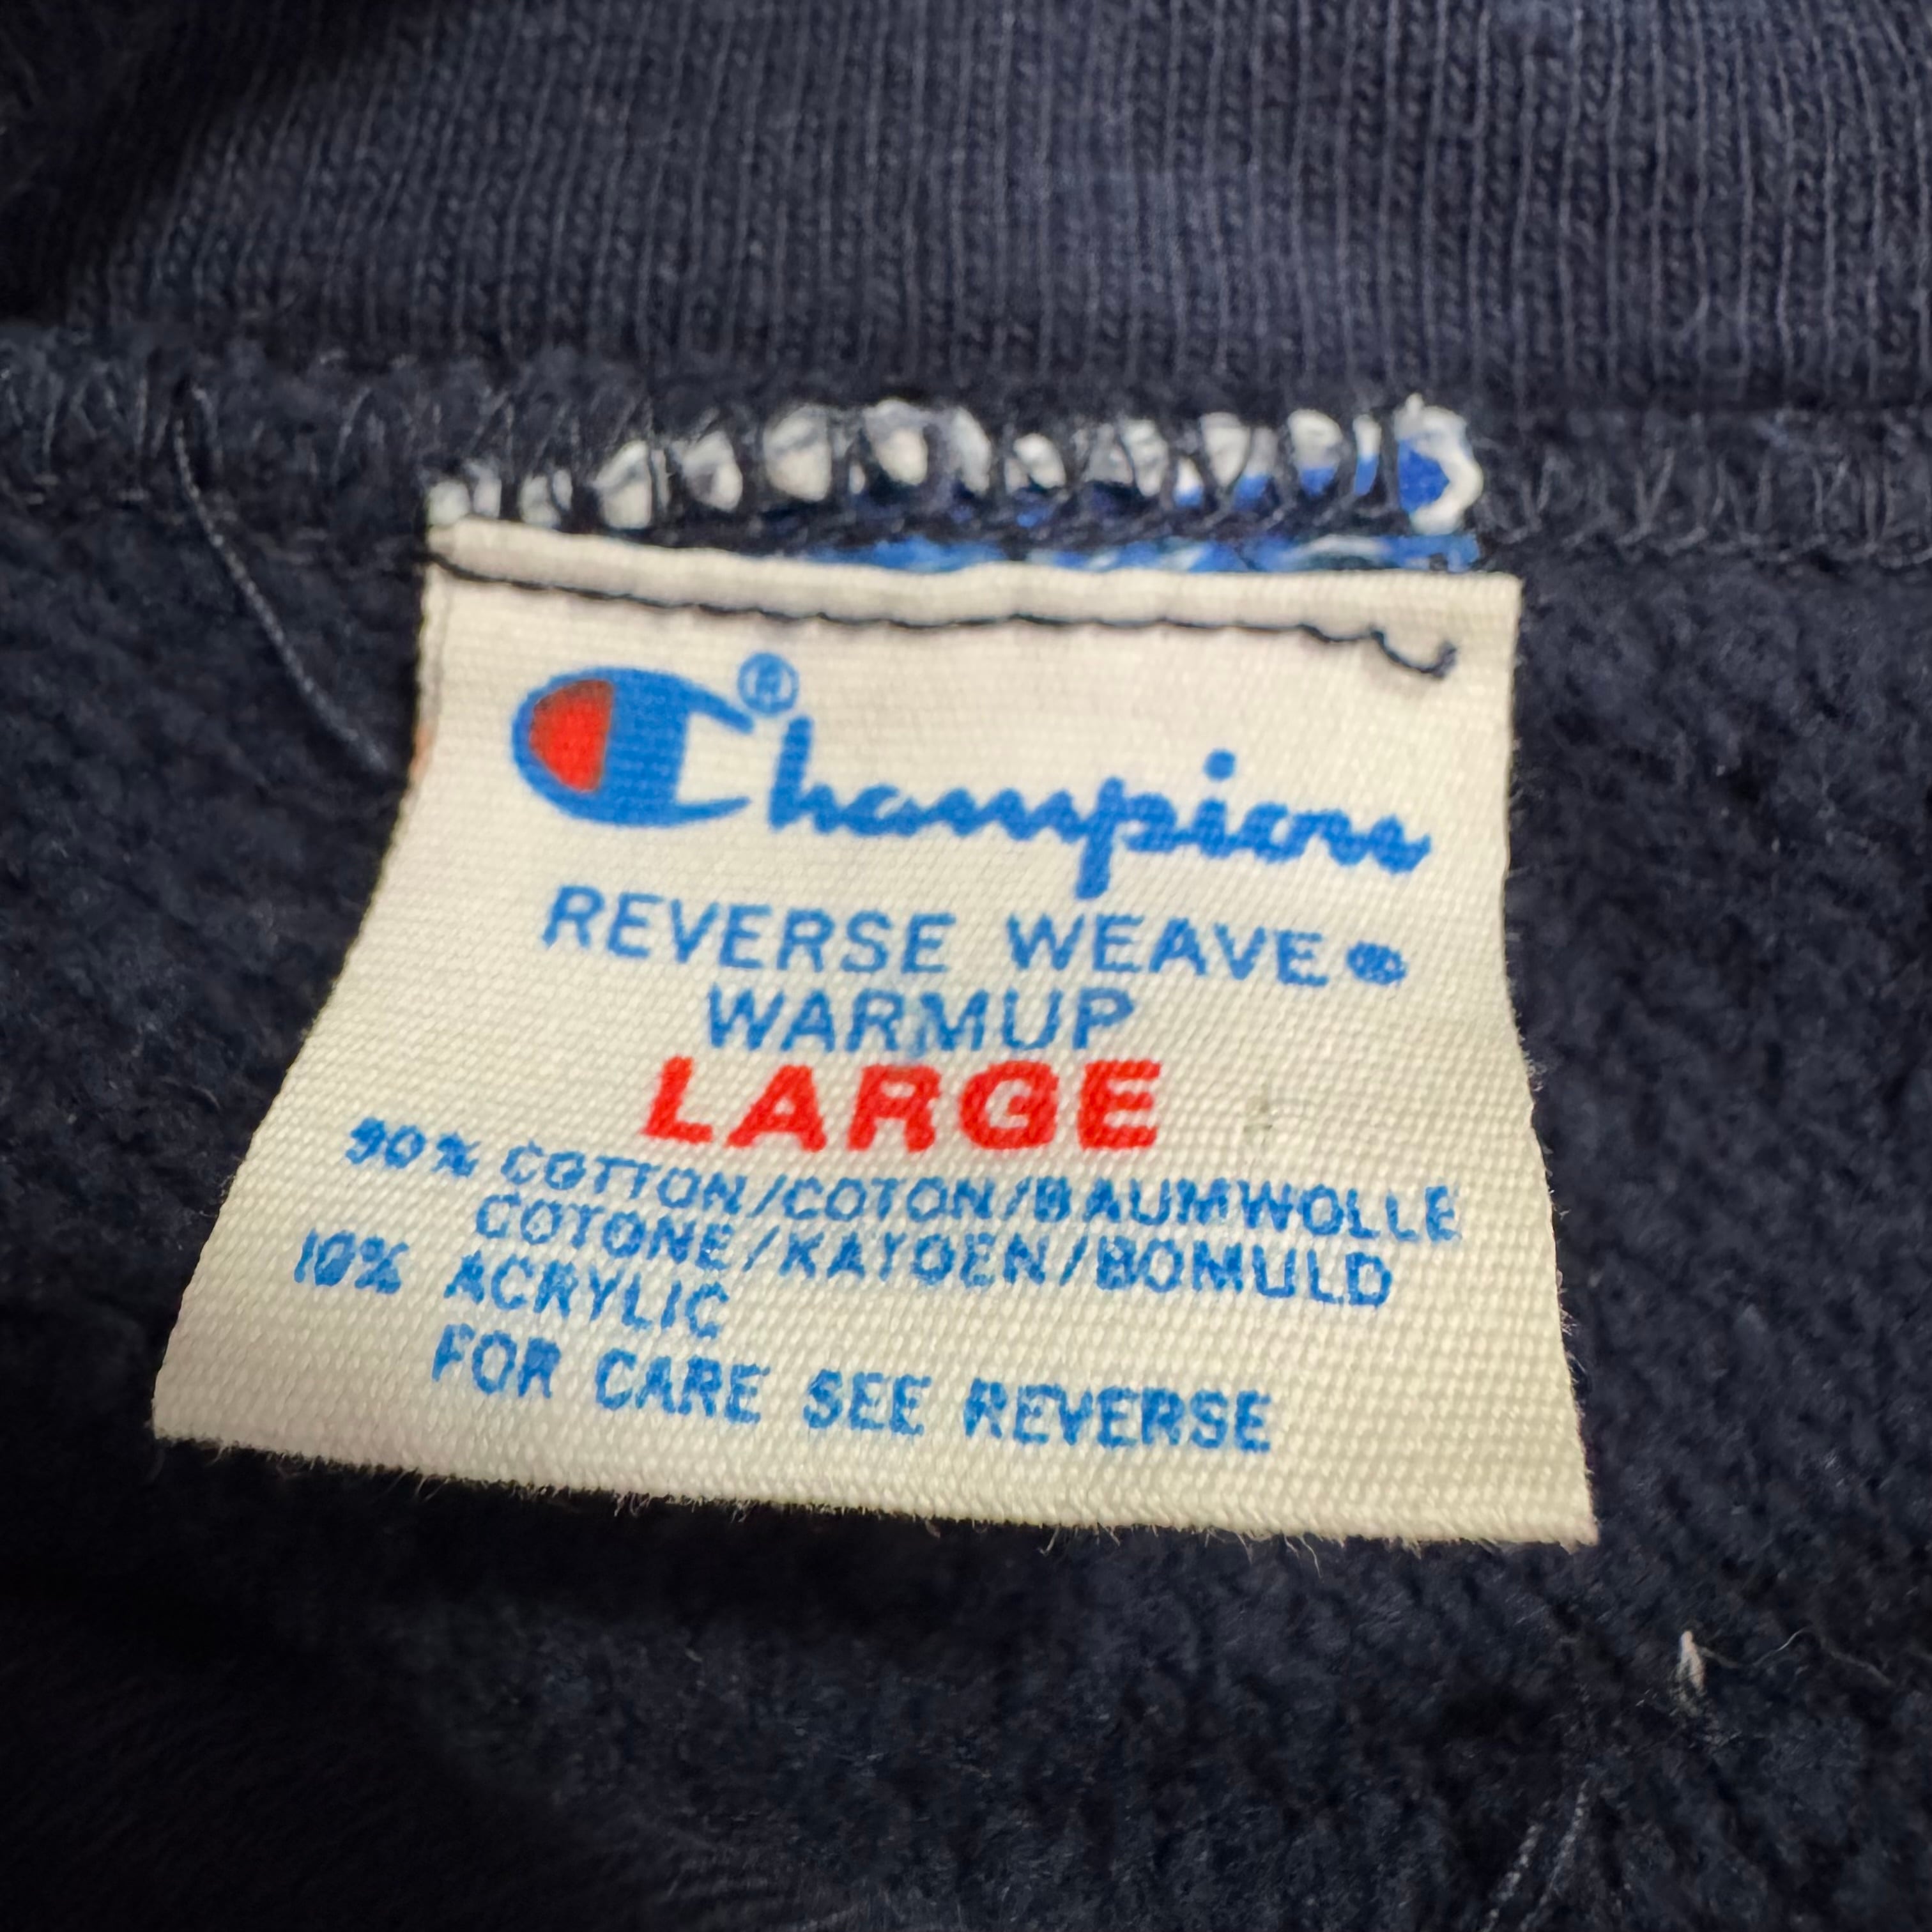 Champion®
REVERSE WEAVE®
WARMUP
LARGE
90% COTTON/COTON/BAUMWOLLE
COTONE/KATOEN/BOMULD
10% ACRYLIC
FOR CARE SEE REVERSE